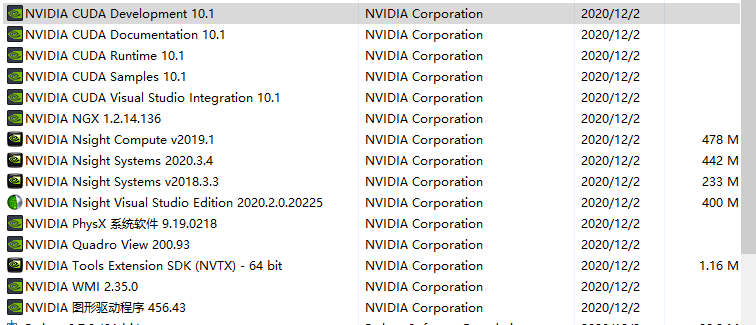 NVIDIA CUDA Development 10.1 NVIDIA Corporation 2020/12/2
NVIDIA CUDA Documentation 10.1 NVIDIA Corporation 2020/12/2
NVIDIA CUDA Runtime 10.1 NVIDIA Corporation 2020/12/2
NVIDIA CUDA Samples 10.1 NVIDIA Corporation 2020/12/2
NVIDIA CUDA Visual Studio Integration 10.1 NVIDIA Corporation 2020/12/2
NVIDIA NGX 1.2.14.136 NVIDIA Corporation 2020/12/2
NVIDIA Nsight Compute v2019.1 NVIDIA Corporation 2020/12/2 478 M
NVIDIA Nsight Systems 2020.3.4 NVIDIA Corporation 2020/12/2 442 M
NVIDIA Nsight Systems v2018.3.3 NVIDIA Corporation 2020/12/2 233 M
NVIDIA Nsight Visual Studio Edition 2020.2.0.20225 NVIDIA Corporation 2020/12/2 400 M
NVIDIA PhysX 系统软件 9.19.0218 NVIDIA Corporation 2020/12/2
NVIDIA Quadro View 200.93 NVIDIA Corporation 2020/12/2
NVIDIA Tools Extension SDK (NVTX) - 64 bit NVIDIA Corporation 2020/12/2 1.16 M
NVIDIA WMI 2.35.0 NVIDIA Corporation 2020/12/2
NVIDIA 图形驱动程序 456.43 NVIDIA Corporation 2020/12/2